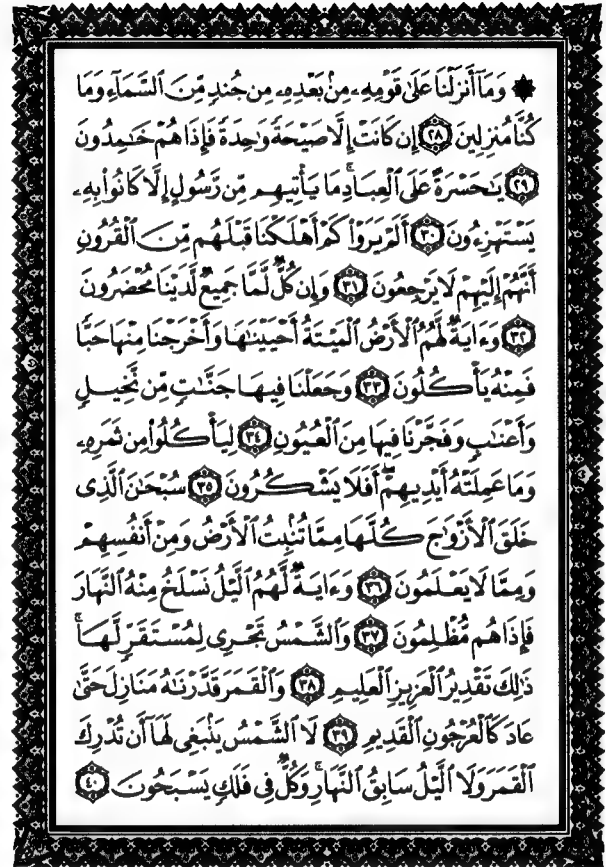 ۞ وَمَآ أَنزَلْنَا عَلَىٰ قَوْمِهِۦ مِنۢ بَعْدِهِۦ مِن جُندٍ مِّنَ ٱلسَّمَآءِ وَمَا
كُنَّا مُنزِلِينَ ٢٨ إِن كَانَتْ إِلَّا صَيْحَةً وَٰحِدَةً فَإِذَا هُمْ خَٰمِدُونَ
٢٩ يَٰحَسْرَةً عَلَى ٱلْعِبَادِ ۚ مَا يَأْتِيهِم مِّن رَّسُولٍ إِلَّا كَانُوا۟ بِهِۦ
يَسْتَهْزِءُونَ ٣٠ أَلَمْ يَرَوْا۟ كَمْ أَهْلَكْنَا قَبْلَهُم مِّنَ ٱلْقُرُونِ
أَنَّهُمْ إِلَيْهِمْ لَا يَرْجِعُونَ ٣١ وَإِن كُلٌّ لَّمَّا جَمِيعٌ لَّدَيْنَا مُحْضَرُونَ
٣٢ وَءَايَةٌ لَّهُمُ ٱلْأَرْضُ ٱلْمَيْتَةُ أَحْيَيْنَٰهَا وَأَخْرَجْنَا مِنْهَا حَبًّا
فَمِنْهُ يَأْكُلُونَ ٣٣ وَجَعَلْنَا فِيهَا جَنَّٰتٍ مِّن نَّخِيلٍ
وَأَعْنَٰبٍ وَفَجَّرْنَا فِيهَا مِنَ ٱلْعُيُونِ ٣٤ لِيَأْكُلُوا۟ مِن ثَمَرِهِۦ
وَمَا عَمِلَتْهُ أَيْدِيهِمْ ۖ أَفَلَا يَشْكُرُونَ ٣٥ سُبْحَٰنَ ٱلَّذِى
خَلَقَ ٱلْأَزْوَٰجَ كُلَّهَا مِمَّا تُنۢبِتُ ٱلْأَرْضُ وَمِنْ أَنفُسِهِمْ
وَمِمَّا لَا يَعْلَمُونَ ٣٦ وَءَايَةٌ لَّهُمُ ٱلَّيْلُ نَسْلَخُ مِنْهُ ٱلنَّهَارَ
فَإِذَا هُم مُّظْلِمُونَ ٣٧ وَٱلشَّمْسُ تَجْرِى لِمُسْتَقَرٍّ لَّهَا ۚ
ذَٰلِكَ تَقْدِيرُ ٱلْعَزِيزِ ٱلْعَلِيمِ ٣٨ وَٱلْقَمَرَ قَدَّرْنَٰهُ مَنَازِلَ حَتَّىٰ
عَادَ كَٱلْعُرْجُونِ ٱلْقَدِيمِ ٣٩ لَا ٱلشَّمْسُ يَنۢبَغِى لَهَآ أَن تُدْرِكَ
ٱلْقَمَرَ وَلَا ٱلَّيْلُ سَابِقُ ٱلنَّهَارِ ۚ وَكُلٌّ فِى فَلَكٍ يَسْبَحُونَ ٤٠